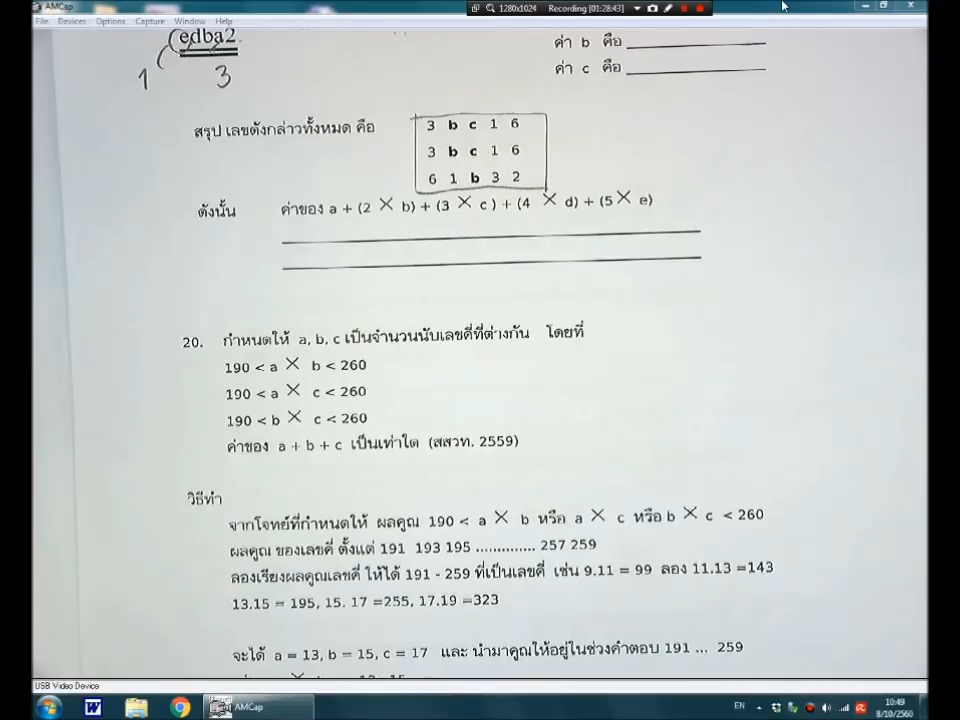 AMCap
1280x1024 Recording [01:28:43]
File Devices Options Capture Window Help
edba2
1 3
ค่า b คือ
ค่า c คือ
สรุป เลขดังกล่าวทั้งหมด คือ
3 b c 1 6
3 b c 1 6
6 1 b 3 2
ดังนั้น ค่าของ a + (2 × b) + (3 × c ) + (4 × d) + (5 × e)
20. กำหนดให้ a, b, c เป็นจำนวนนับเลขคี่ที่ต่างกัน โดยที่
190 < a × b < 260
190 < a × c < 260
190 < b × c < 260
ค่าของ a + b + c เป็นเท่าใด (สสวท. 2559)
วิธีทำ
จากโจทย์ที่กำหนดให้ ผลคูณ 190 < a × b หรือ a × c หรือ b × c < 260
ผลคูณ ของเลขคี่ ตั้งแต่ 191 193 195 .............. 257 259
ลองเรียงผลคูณเลขคี่ ให้ได้ 191 - 259 ที่เป็นเลขคี่ เช่น 9.11 = 99 ลอง 11.13 =143
13.15 = 195, 15. 17 =255, 17.19 =323
จะได้ a = 13, b = 15, c = 17 และ นำมาคูณให้อยู่ในช่วงคำตอบ 191 ... 259
USB Video Device
AMCap
EN
10:49
8/10/2560